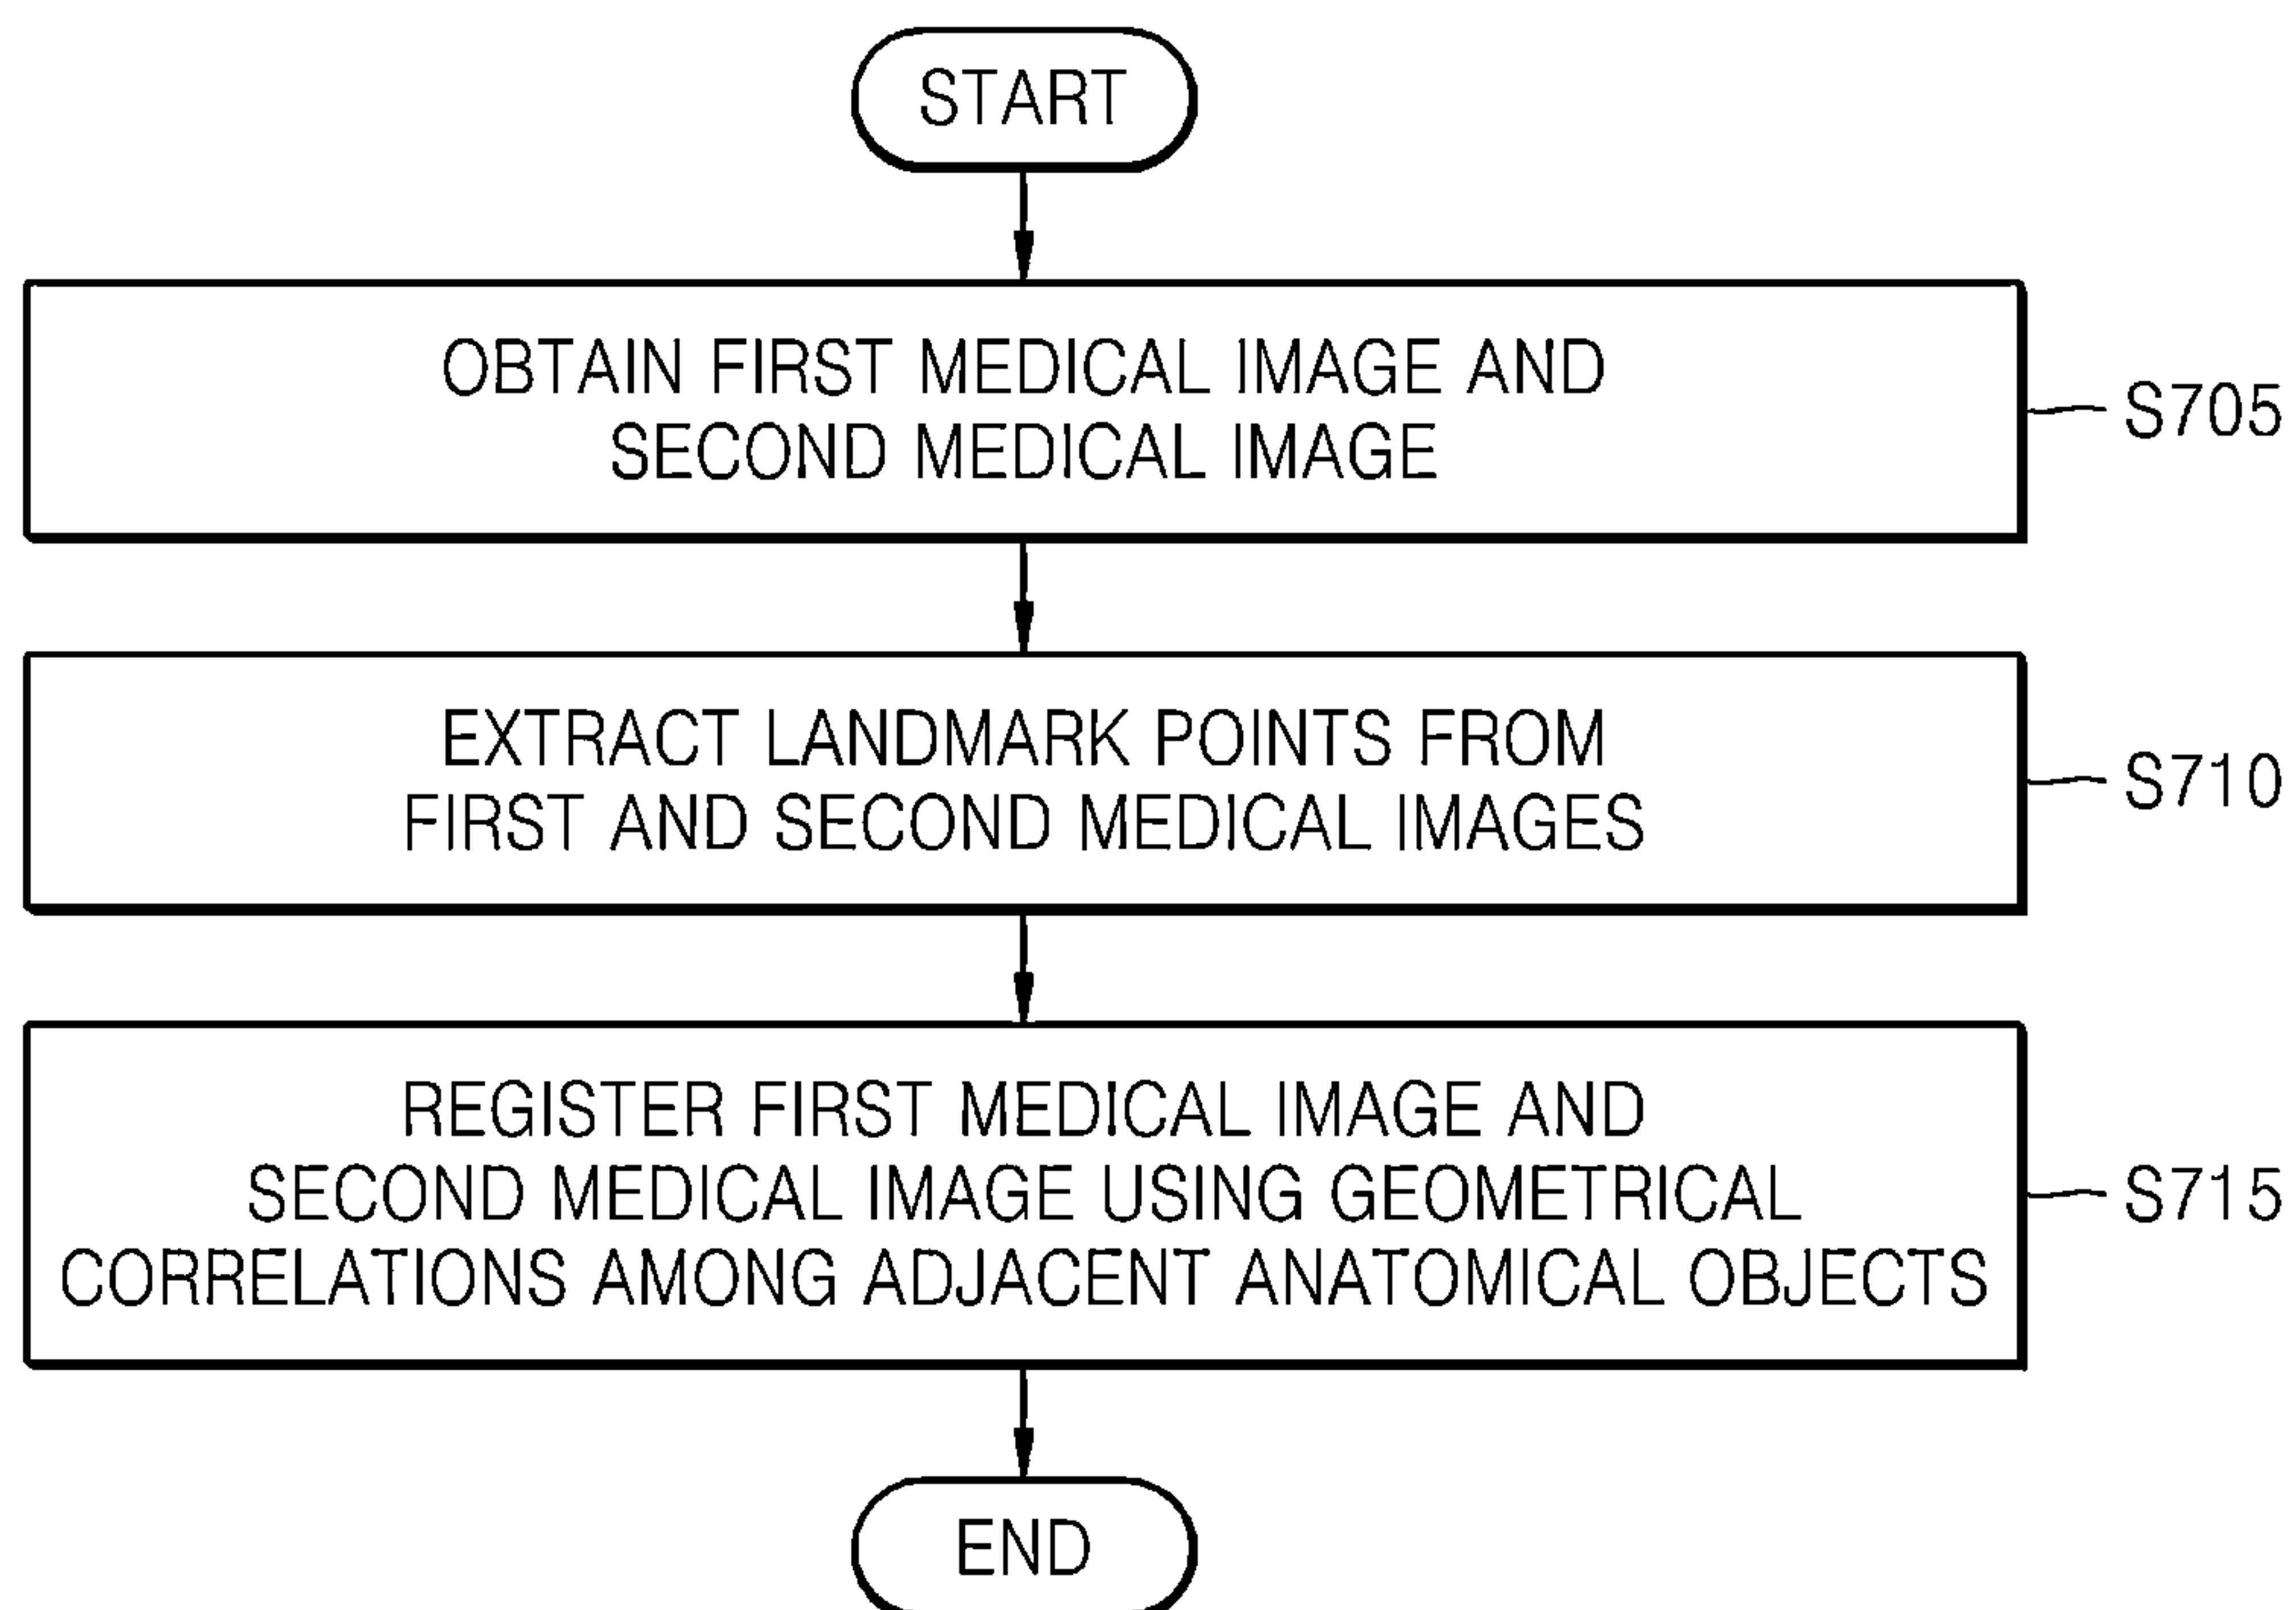 START
OBTAIN FIRST MEDICAL IMAGE AND
SECOND MEDICAL IMAGE
S705
EXTRACT LANDMARK POINTS FROM
FIRST AND SECOND MEDICAL IMAGES
S710
REGISTER FIRST MEDICAL IMAGE AND
SECOND MEDICAL IMAGE USING GEOMETRICAL
CORRELATIONS AMONG ADJACENT ANATOMICAL OBJECTS
S715
END